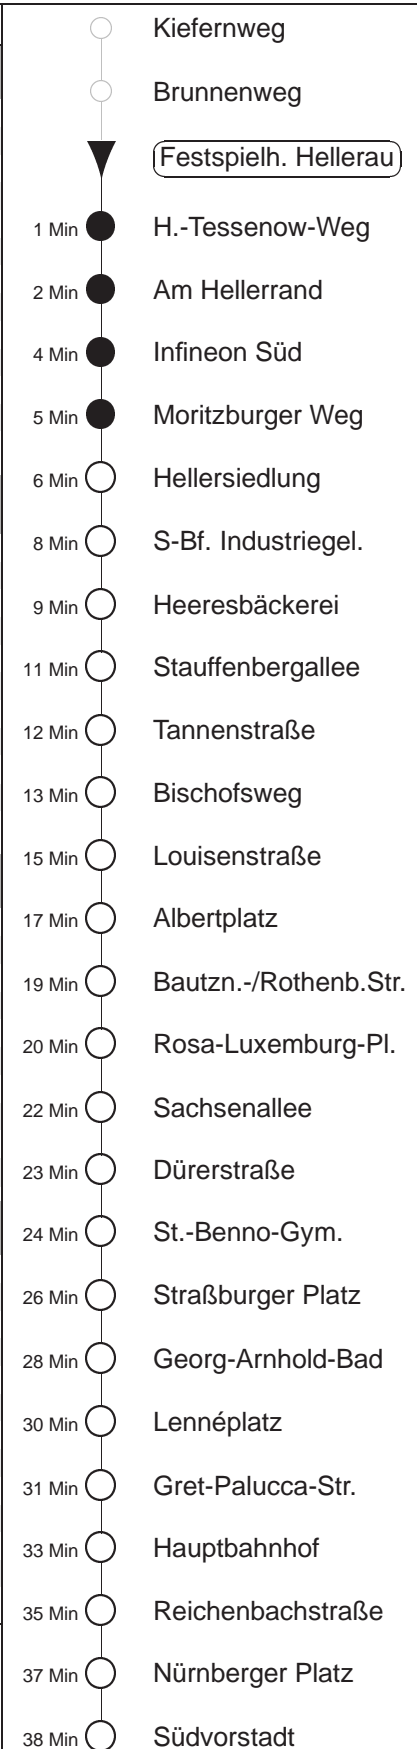 Kiefernweg
Brunnenweg
Festspielh. Hellerau
1 Min H.-Tessenow-Weg
2 Min Am Hellerrand
4 Min Infineon Süd
5 Min Moritzburger Weg
6 Min Hellersiedlung
8 Min S-Bf. Industriegel.
9 Min Heeresbäckerei
11 Min Stauffenbergallee
12 Min Tannenstraße
13 Min Bischofsweg
15 Min Louisenstraße
17 Min Albertplatz
19 Min Bautzn.-/Rothenb.Str.
20 Min Rosa-Luxemburg-Pl.
22 Min Sachsenallee
23 Min Dürerstraße
24 Min St.-Benno-Gym.
26 Min Straßburger Platz
28 Min Georg-Arnhold-Bad
30 Min Lennéplatz
31 Min Gret-Palucca-Str.
33 Min Hauptbahnhof
35 Min Reichenbachstraße
37 Min Nürnberger Platz
38 Min Südvorstadt